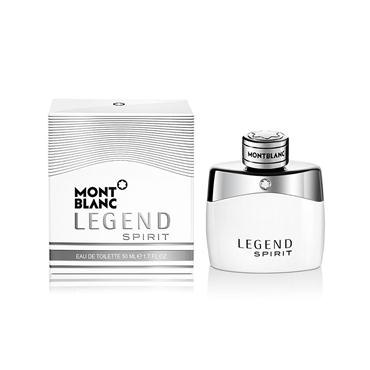 MONT
BLANC
LEGEND
SPIRIT
EAU DE TOILETTE 50 ML e 1.7 FL.OZ
MONTBLANC
LEGEND
SPIRIT